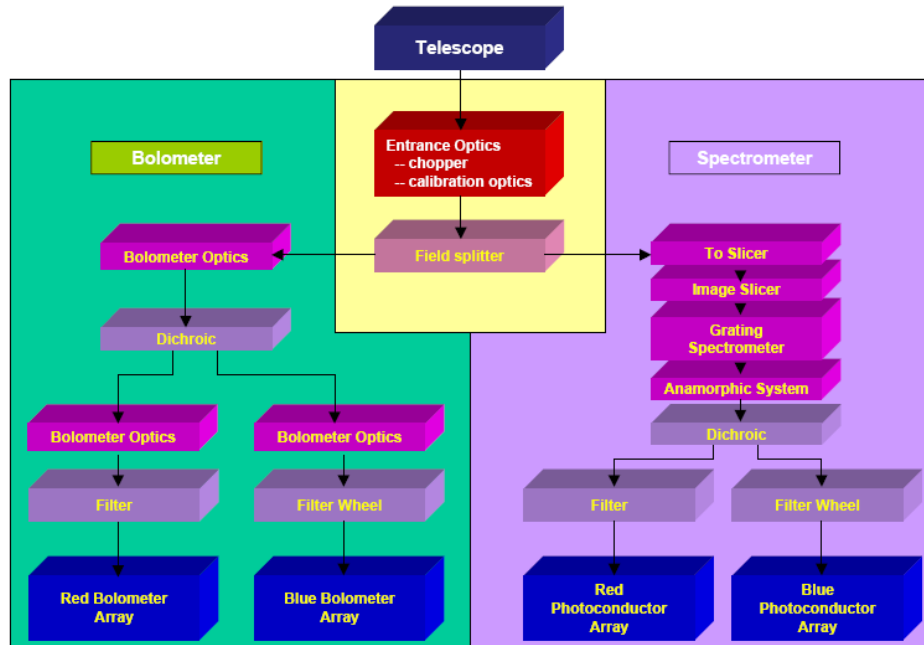 Telescope
Entrance Optics
-- chopper
-- calibration optics
Bolometer
Spectrometer
Bolometer Optics
Field splitter
To Slicer
Image Slicer
Grating
Spectrometer
Dichroic
Anamorphic System
Bolometer Optics
Bolometer Optics
Dichroic
Filter
Filter Wheel
Filter
Filter Wheel
Red Bolometer
Array
Blue Bolometer
Array
Red
Photoconductor
Array
Blue
Photoconductor
Array